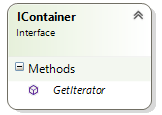 IContainer
Interface
Methods
GetIterator